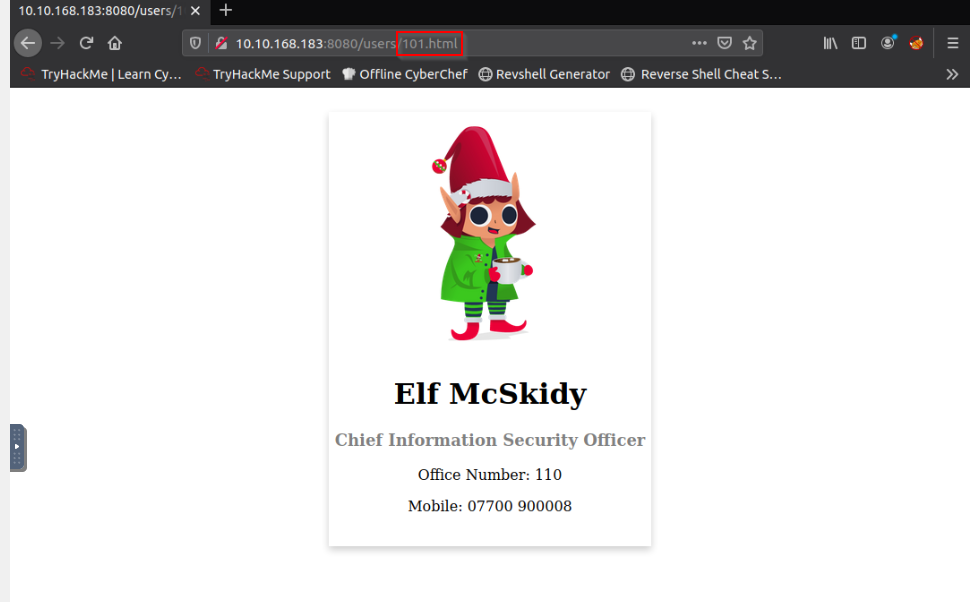 10.10.168.183:8080/users/1
10.10.168.183:8080/users/101.html
TryHackMe | Learn Cy...
TryHackMe Support
Offline CyberChef
Revshell Generator
Reverse Shell Cheat S...
Elf McSkidy
Chief Information Security Officer
Office Number: 110
Mobile: 07700 900008